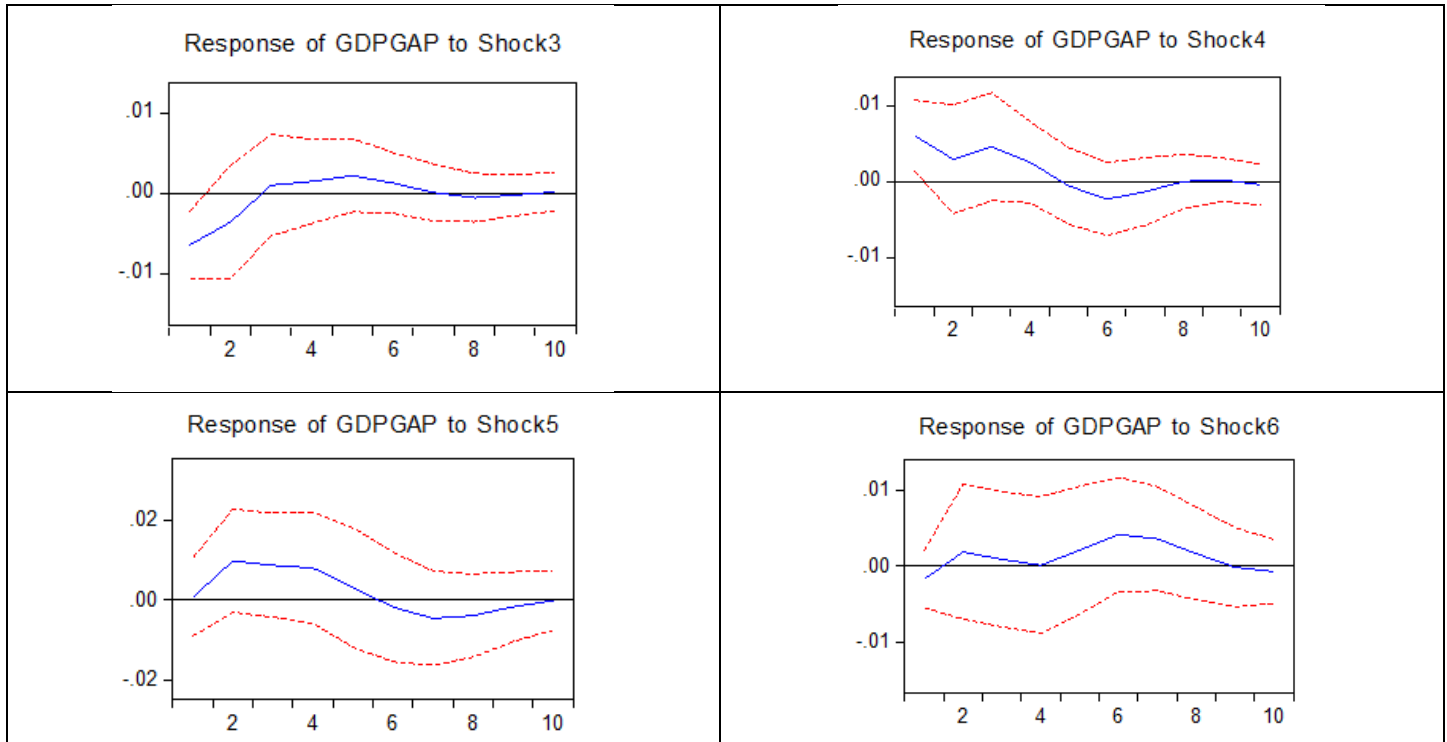 Response of GDPGAP to Shock3
.01
.00
-.01
2 4 6 8 10
Response of GDPGAP to Shock4
.01
.00
-.01
2 4 6 8 10
Response of GDPGAP to Shock5
.02
.00
-.02
2 4 6 8 10
Response of GDPGAP to Shock6
.01
.00
-.01
2 4 6 8 10